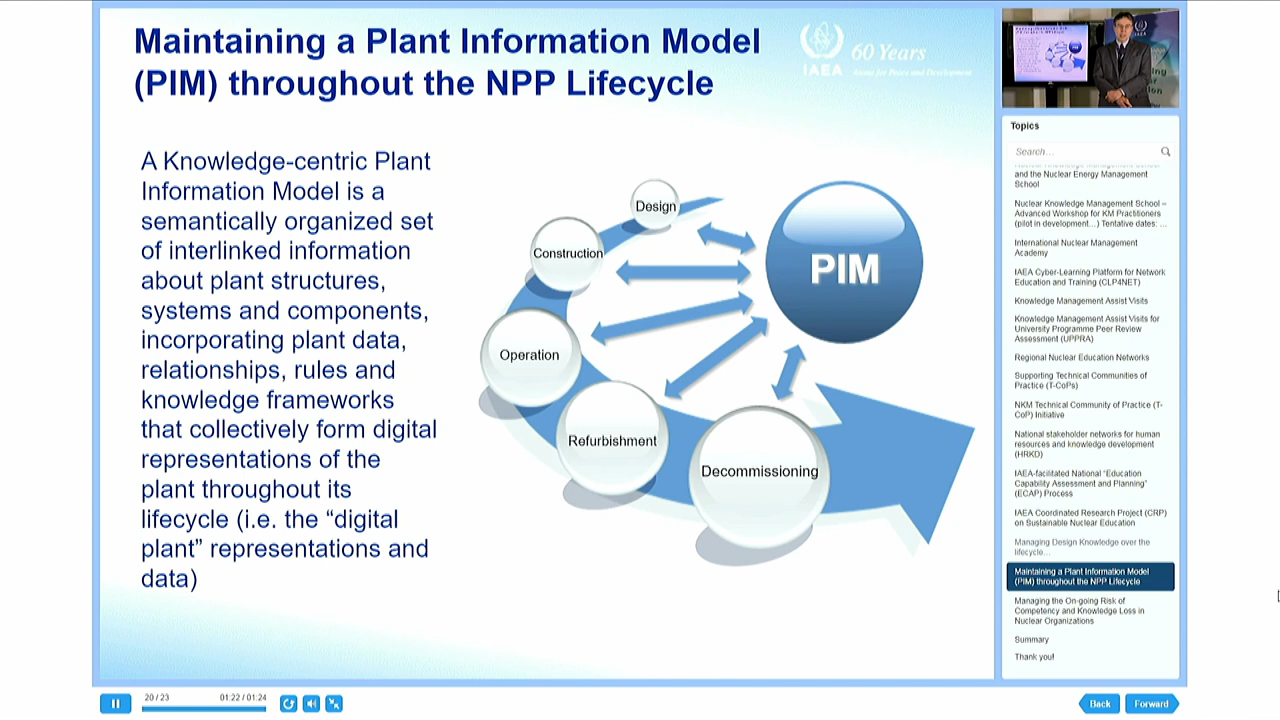 Maintaining a Plant Information Model
(PIM) throughout the NPP Lifecycle
IAEA
60 Years
Atoms for Peace and Development
A Knowledge-centric Plant
Information Model is a
semantically organized set
of interlinked information
about plant structures,
systems and components,
incorporating plant data,
relationships, rules and
knowledge frameworks
that collectively form digital
representations of the
plant throughout its
lifecycle (i.e. the “digital
plant” representations and
data)
Design
Construction
Operation
Refurbishment
Decommissioning
PIM
Topics
Search...
and the Nuclear Energy Management
School
Nuclear Knowledge Management School –
Advanced Workshop for KM Practitioners
(pilot in development...) Tentative dates: ...
International Nuclear Management
Academy
IAEA Cyber-Learning Platform for Network
Education and Training (CLP4NET)
Knowledge Management Assist Visits
Knowledge Management Assist Visits for
University Programme Peer Review
Assessment (UPPRA)
Regional Nuclear Education Networks
Supporting Technical Communities of
Practice (T-CoPs)
NKM Technical Community of Practice (T-
CoP) Initiative
National stakeholder networks for human
resources and knowledge development
(HRKD)
IAEA-facilitated National “Education
Capability Assessment and Planning”
(ECAP) Process
IAEA Coordinated Research Project (CRP)
on Sustainable Nuclear Education
Managing Design Knowledge over the
lifecycle...
Maintaining a Plant Information Model
(PIM) throughout the NPP Lifecycle
Managing the On-going Risk of
Competency and Knowledge Loss in
Nuclear Organizations
Summary
Thank you!
20 / 23
01:22 / 01:24
Back
Forward